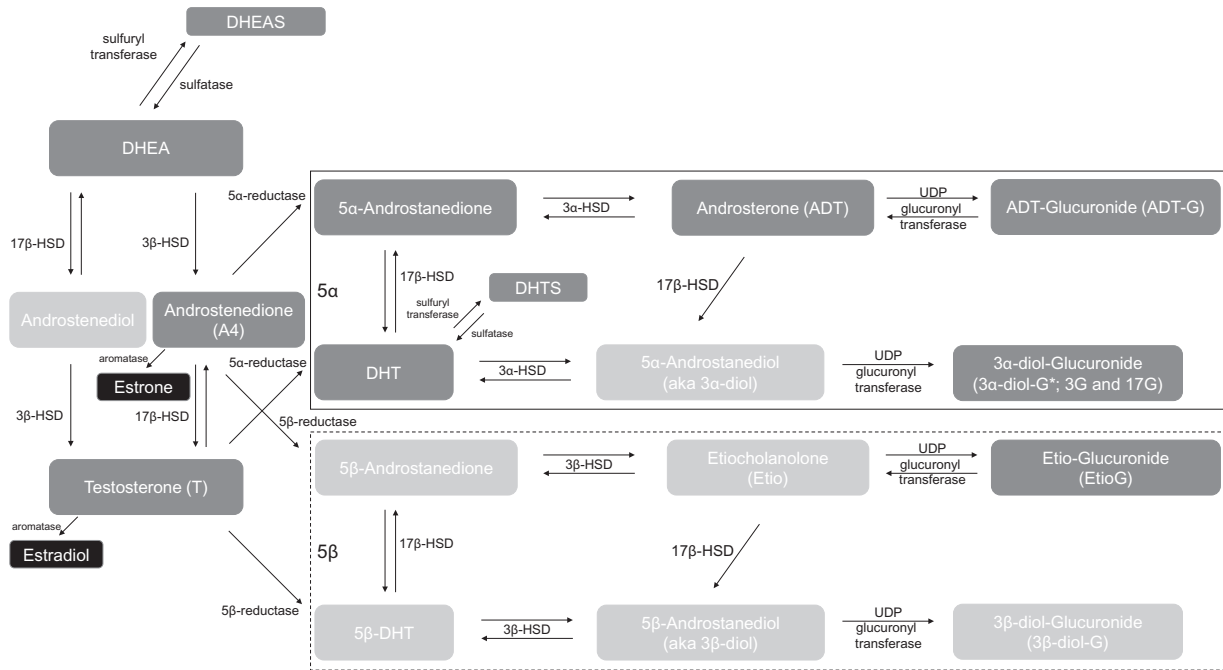 DHEAS
sulfuryl
transferase
sulfatase
DHEA
17β-HSD
3β-HSD
5α-reductase
Androstenediol
Androstenedione
(A4)
aromatase
Estrone
5α-reductase
3β-HSD
17β-HSD
5β-reductase
Testosterone (T)
aromatase
Estradiol
5β-reductase
5α
5α-Androstanedione
3α-HSD
Androsterone (ADT)
UDP
glucuronyl
transferase
ADT-Glucuronide (ADT-G)
17β-HSD
DHTS
sulfuryl
transferase
sulfatase
17β-HSD
DHT
3α-HSD
5α-Androstanediol
(aka 3α-diol)
UDP
glucuronyl
transferase
3α-diol-Glucuronide
(3α-diol-G*; 3G and 17G)
5β
5β-Androstanedione
3β-HSD
Etiocholanolone
(Etio)
UDP
glucuronyl
transferase
Etio-Glucuronide
(EtioG)
17β-HSD
17β-HSD
5β-DHT
3β-HSD
5β-Androstanediol
(aka 3β-diol)
UDP
glucuronyl
transferase
3β-diol-Glucuronide
(3β-diol-G)